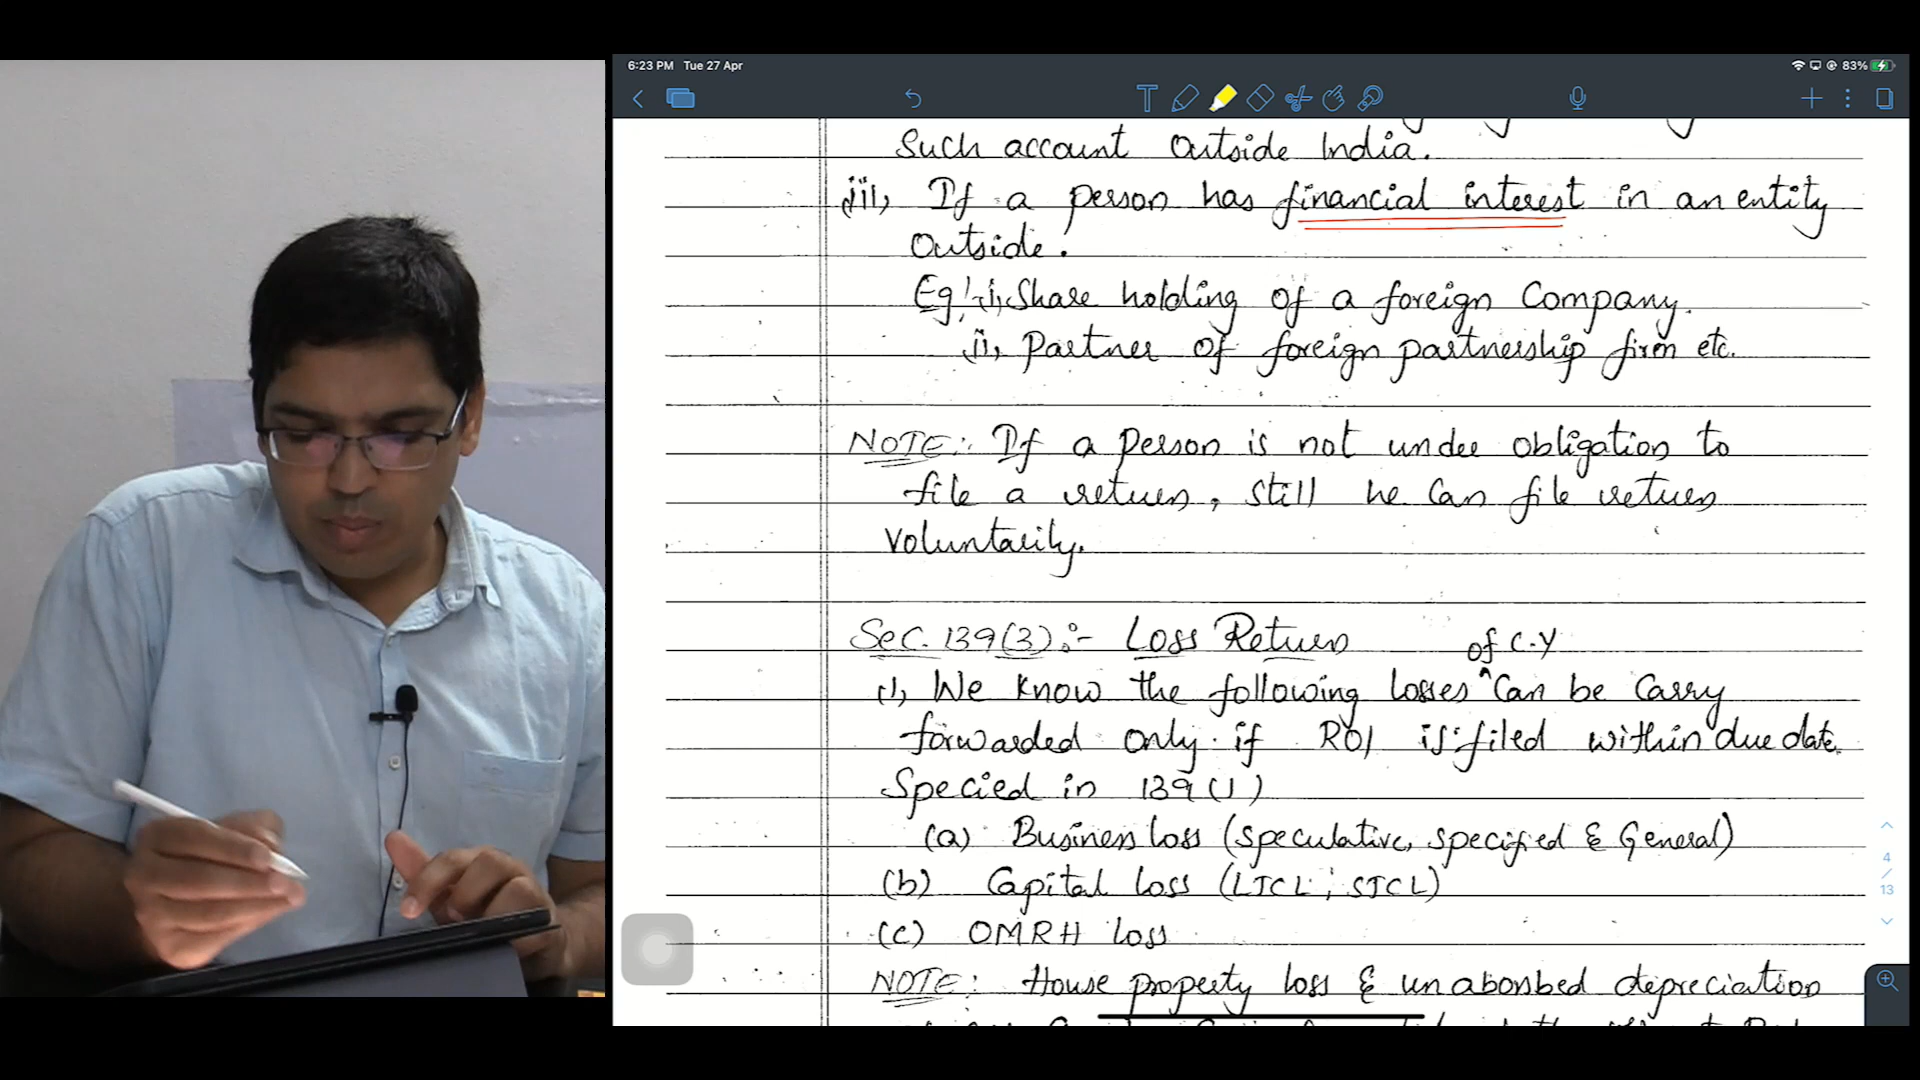 6:23 PM Tue 27 Apr
83%
Such account outside India.
iii, If a person has financial interest in an entity
outside.
Eg:- i, Share holding of a foreign Company.
ii, Partner of foreign partnership firm etc.
NOTE:- If a person is not under obligation to
file a return, still he can file return
voluntarily.
Sec. 139(3):- Loss Return
of C.Y
(i), We know the following losses ^ Can be Carry
forwarded only if ROI is filed within due date
Specied in 139(1)
(a) Business loss (speculative, specified & General)
(b) Capital loss (LTCL, STCL)
(c) OMRH loss
NOTE: House property loss & unabonbed depreciation
4
/
13